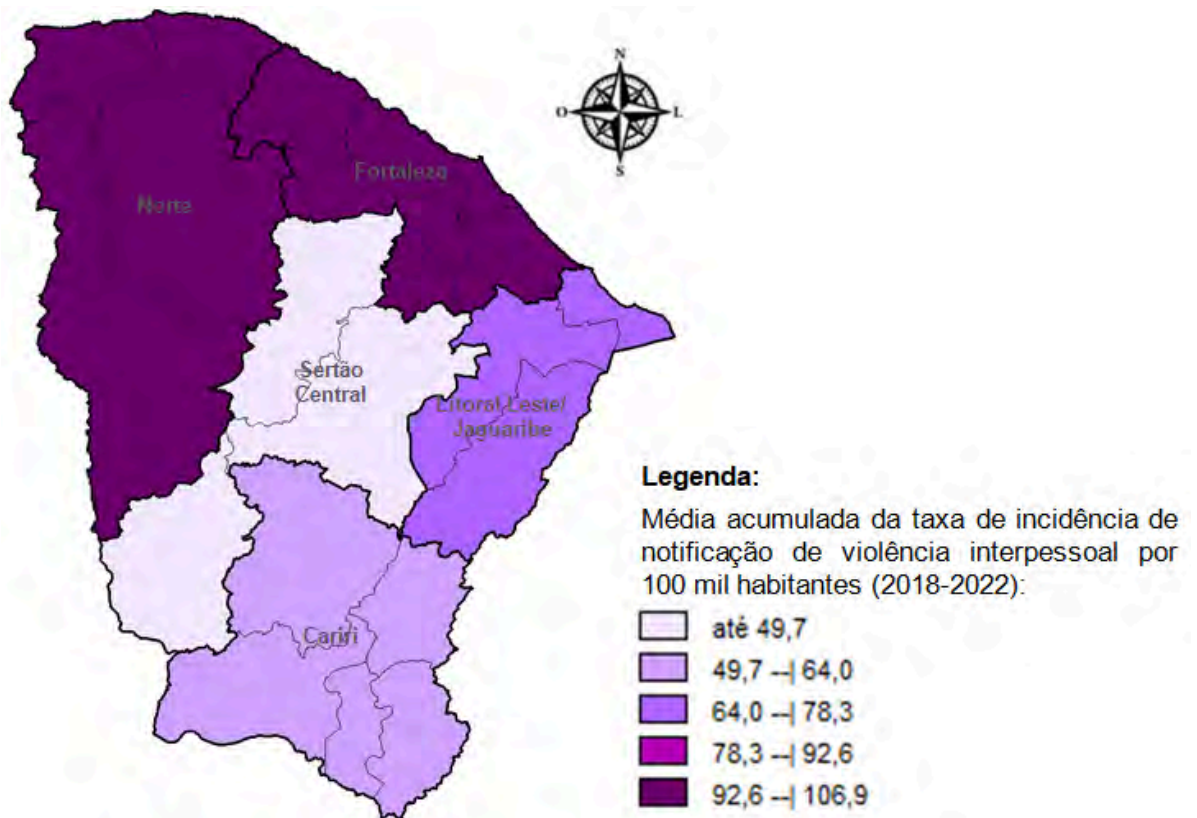 N
O
L
S
Norte
Fortaleza
Sertão
Central
Litoral Leste/
Jaguaribe
Cariri
Legenda:
Média acumulada da taxa de incidência de
notificação de violência interpessoal por
100 mil habitantes (2018-2022):
até 49,7
49,7 --| 64,0
64,0 --| 78,3
78,3 --| 92,6
92,6 --| 106,9